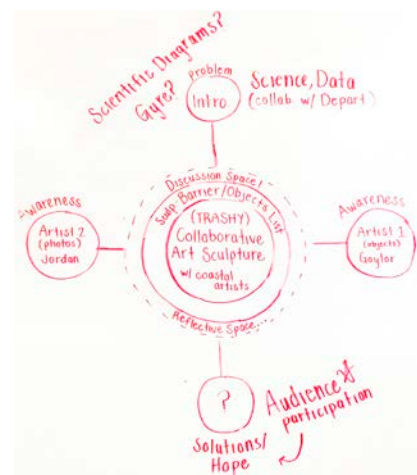 Scientific Diagrams?
Gyre?
Problem
Intro
Science, Data
(collab. w/ Depart.)
Discussion Space!
Sculp. Barrier/Objects List
(TRASHY)
Collaborative
Art Sculpture
w/ coastal
artists
Reflective Space...
Awareness
Artist 2
(photos)
Jordan
Awareness
Artist 1
(objects)
Gaylor
?
Solutions/
Hope
Audience
participation